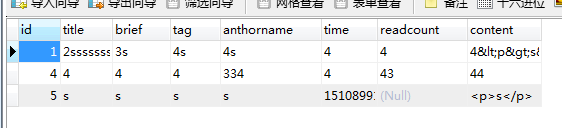 导入向导 导出向导 筛选向导 网格查看 表单查看 备注 十六进位
id title brief tag anthorname time readcount content
1 2sssssss 3s 4s 4s 4 4 4&lt;p&gt;s&
4 4 4 4 334 4 43 44
5 s s s s 1510899 (Null) <p>s</p>